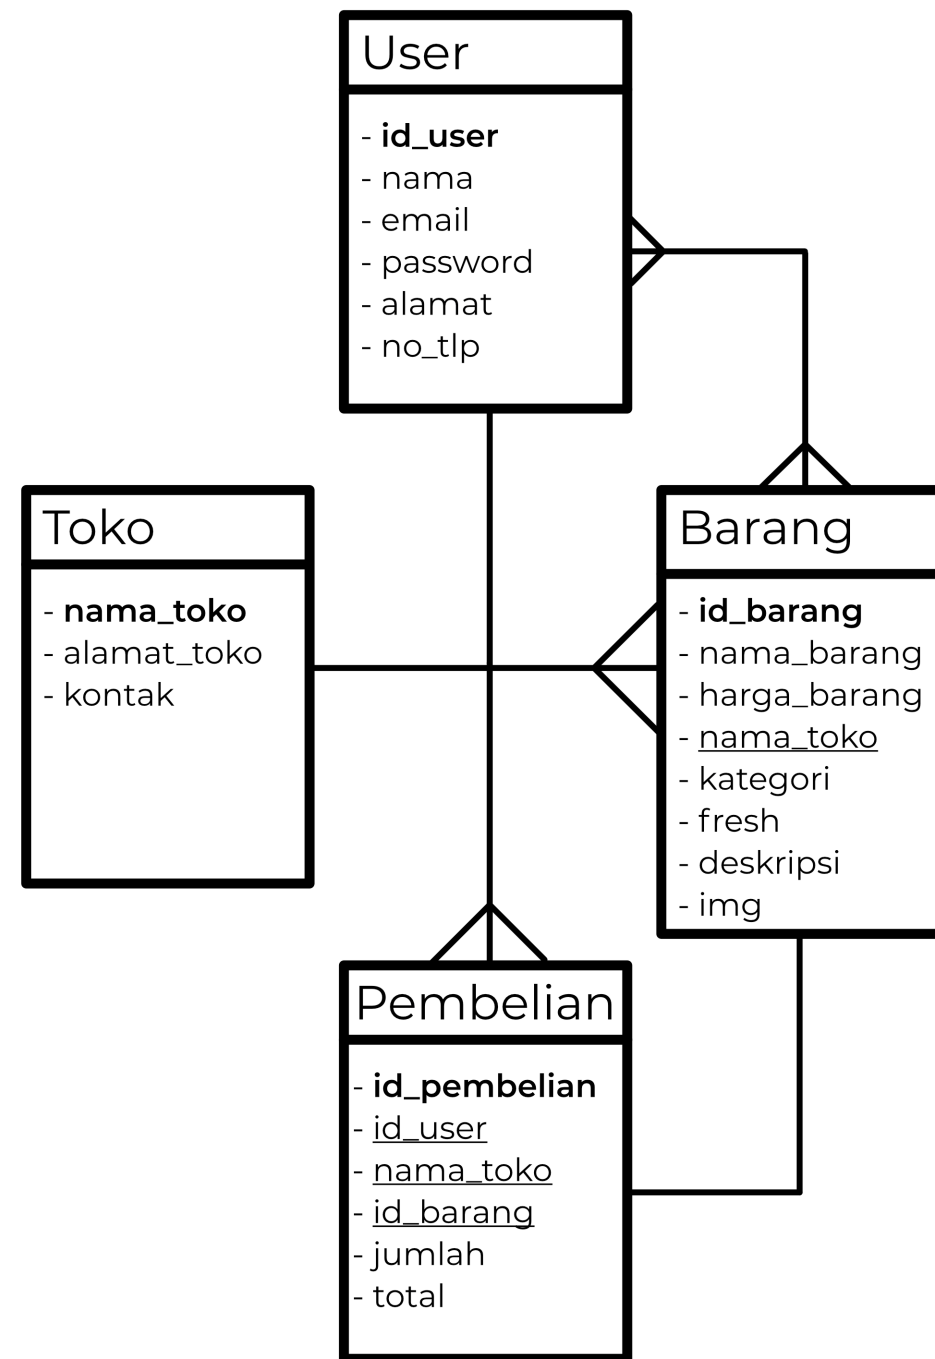 User
- id_user
- nama
- email
- password
- alamat
- no_tlp
Toko
- nama_toko
- alamat_toko
- kontak
Barang
- id_barang
- nama_barang
- harga_barang
- nama_toko
- kategori
- fresh
- deskripsi
- img
Pembelian
- id_pembelian
- id_user
- nama_toko
- id_barang
- jumlah
- total